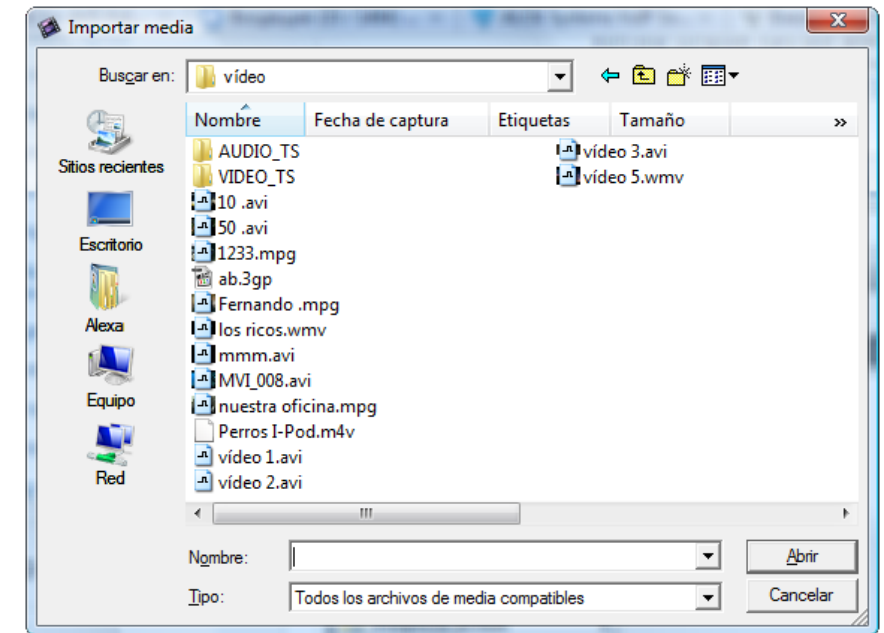 Importar media
Buscar en: vídeo
Nombre Fecha de captura Etiquetas Tamaño »
Sitios recientes
Escritorio
Alexa
Equipo
Red
AUDIO_TS
VIDEO_TS
10 .avi
50 .avi
1233.mpg
ab.3gp
Fernando .mpg
los ricos.wmv
mmm.avi
MVI_008.avi
nuestra oficina.mpg
Perros I-Pod.m4v
vídeo 1.avi
vídeo 2.avi
vídeo 3.avi
vídeo 5.wmv
Nombre: Abrir
Tipo: Todos los archivos de media compatibles Cancelar